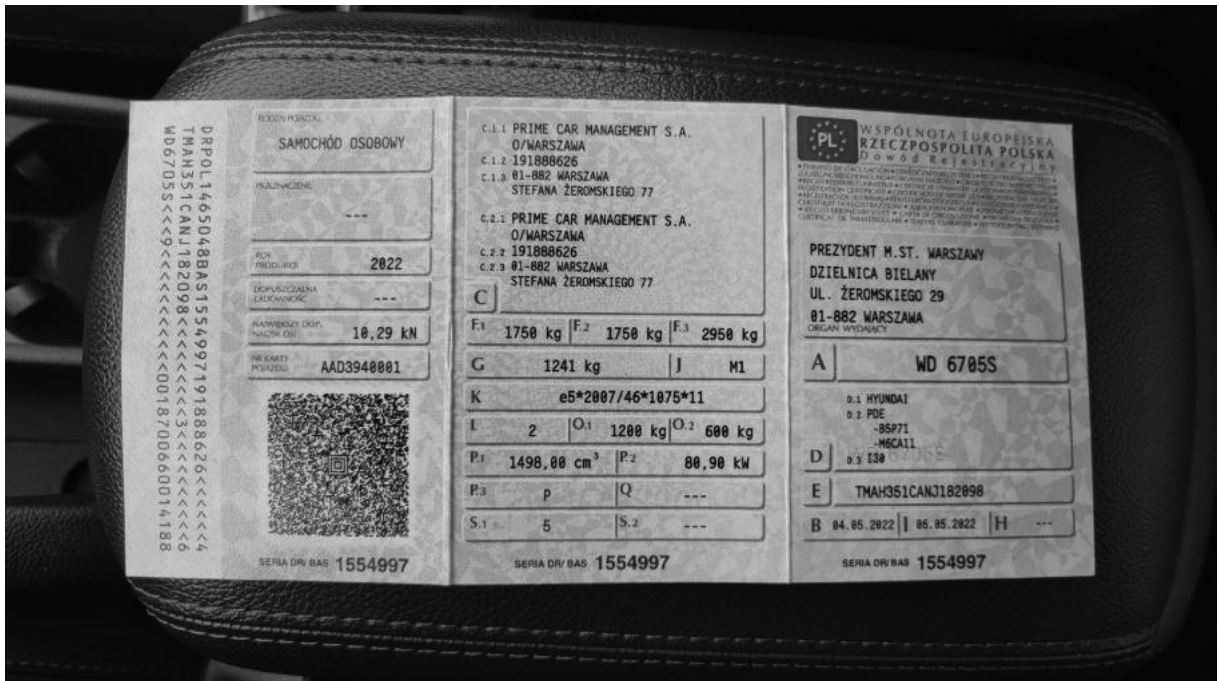 DRPOL1465048BAS1554997191888626<<<<<4
TMAH351CANJ182098<<<<<<3<<<<<<<<<<6
WD6705S<<9<<<<<<<<<<0018700660014188
RODZAJ POJAZDU
SAMOCHÓD OSOBOWY
PRZEZNACZENIE
---
ROK PRODUKCJI
2022
DOPUSZCZALNA ŁADOWNOŚĆ
---
NAJWIĘKSZY DOP. NACISK OSI
10,29 kN
NR KARTY POJAZDU
AAD3940001
SERIA DR/ BAS 1554997
C.1.1 PRIME CAR MANAGEMENT S.A.
O/WARSZAWA
C.1.2 191888626
C.1.3 01-882 WARSZAWA
STEFANA ŻEROMSKIEGO 77
C.2.1 PRIME CAR MANAGEMENT S.A.
O/WARSZAWA
C.2.2 191888626
C.2.3 01-882 WARSZAWA
STEFANA ŻEROMSKIEGO 77
C
F.1 1750 kg F.2 1750 kg F.3 2950 kg
G 1241 kg J M1
K e5*2007/46*1075*11
L 2 O.1 1200 kg O.2 600 kg
P.1 1498,00 cm³ P.2 80,90 kW
P.3 P Q ---
S.1 5 S.2 ---
SERIA DR/ BAS 1554997
PL
WSPÓLNOTA EUROPEJSKA
RZECZPOSPOLITA POLSKA
Dowód Rejestracyjny
PREZYDENT M.ST. WARSZAWY
DZIELNICA BIELANY
UL. ŻEROMSKIEGO 29
01-882 WARSZAWA
ORGAN WYDAJĄCY
A WD 6705S
D.1 HYUNDAI
D.2 PDE
-B5P71
-M6CA11
D D.3 I30
E TMAH351CANJ182098
B 04.05.2022 I 06.05.2022 H ---
SERIA DR/ BAS 1554997